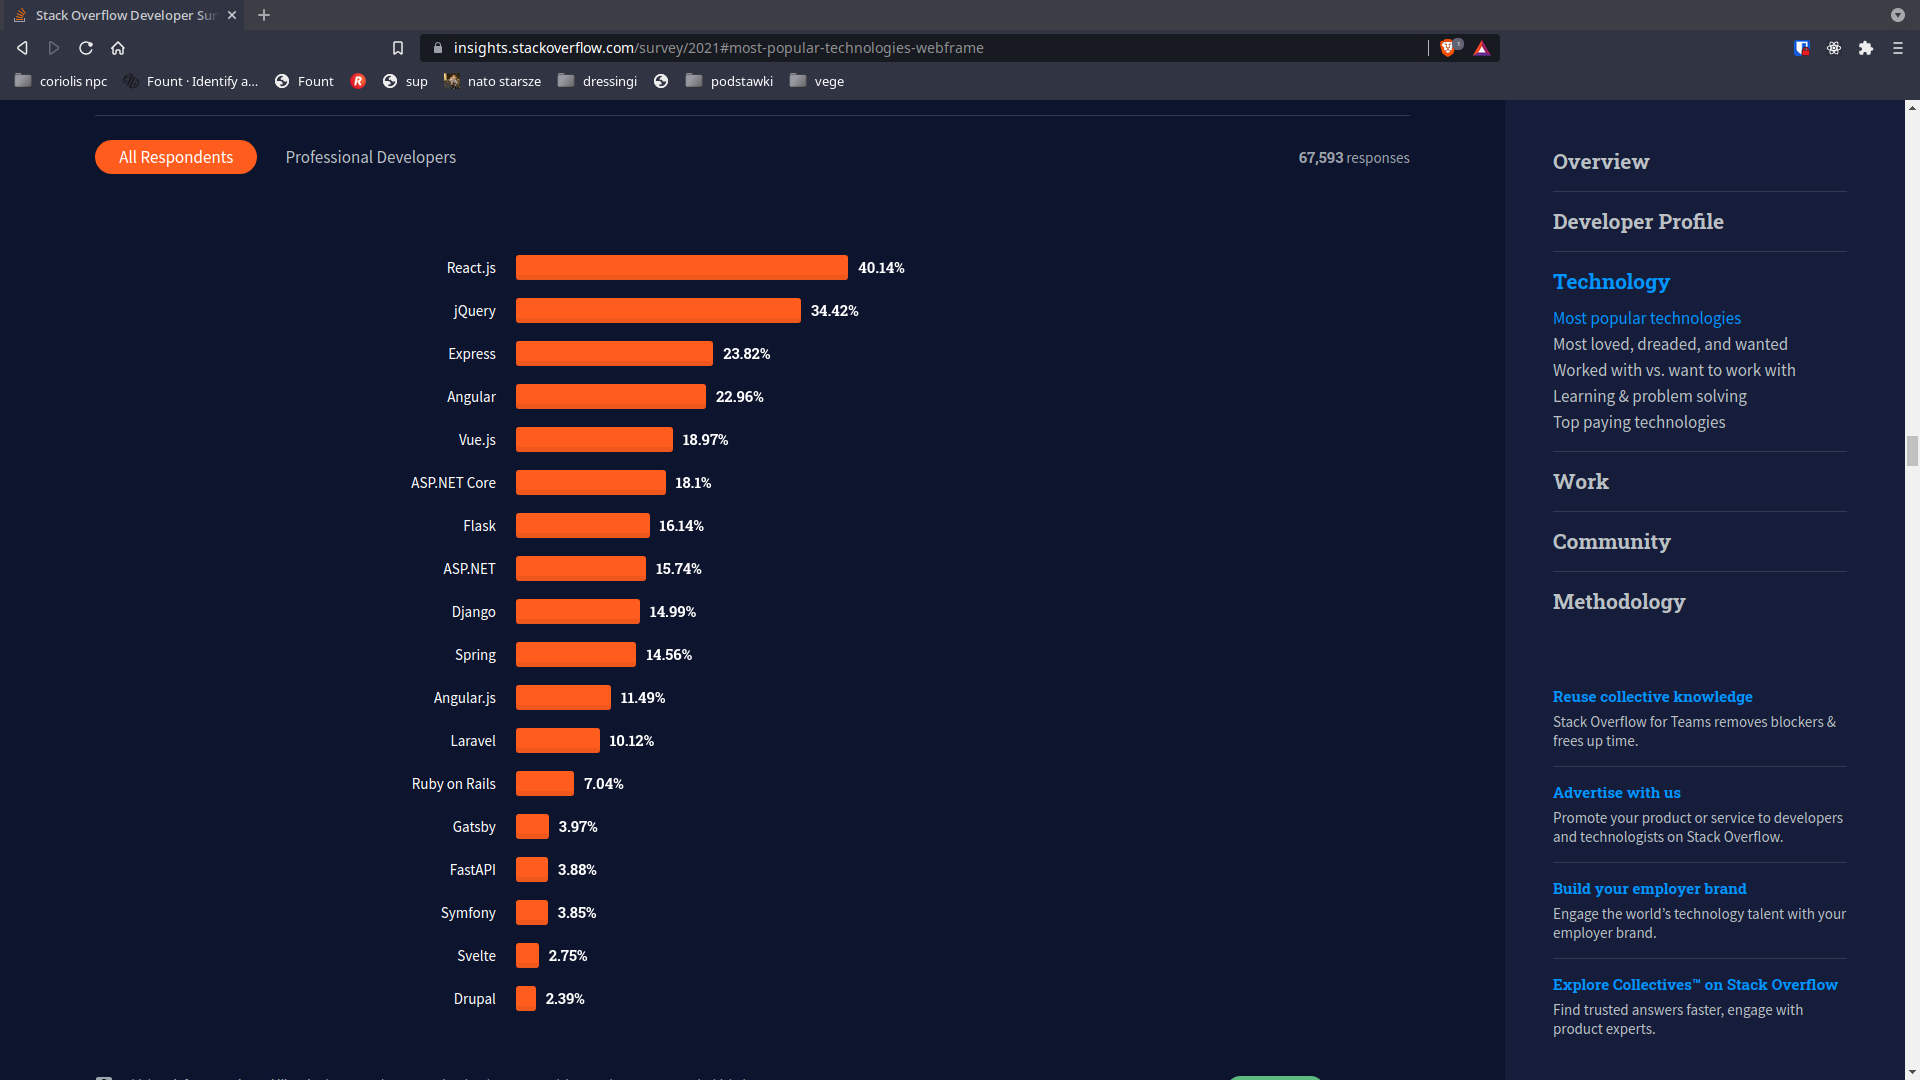 Stack Overflow Developer Sur
insights.stackoverflow.com/survey/2021#most-popular-technologies-webframe
1
coriolis npc
Fount · Identify a...
Fount
R
sup
nato starsze
dressingi
podstawki
vege
All Respondents
Professional Developers
67,593 responses
React.js 40.14%
jQuery 34.42%
Express 23.82%
Angular 22.96%
Vue.js 18.97%
ASP.NET Core 18.1%
Flask 16.14%
ASP.NET 15.74%
Django 14.99%
Spring 14.56%
Angular.js 11.49%
Laravel 10.12%
Ruby on Rails 7.04%
Gatsby 3.97%
FastAPI 3.88%
Symfony 3.85%
Svelte 2.75%
Drupal 2.39%
Overview
Developer Profile
Technology
Most popular technologies
Most loved, dreaded, and wanted
Worked with vs. want to work with
Learning & problem solving
Top paying technologies
Work
Community
Methodology
Reuse collective knowledge
Stack Overflow for Teams removes blockers &
frees up time.
Advertise with us
Promote your product or service to developers
and technologists on Stack Overflow.
Build your employer brand
Engage the world's technology talent with your
employer brand.
Explore Collectives™ on Stack Overflow
Find trusted answers faster, engage with
product experts.